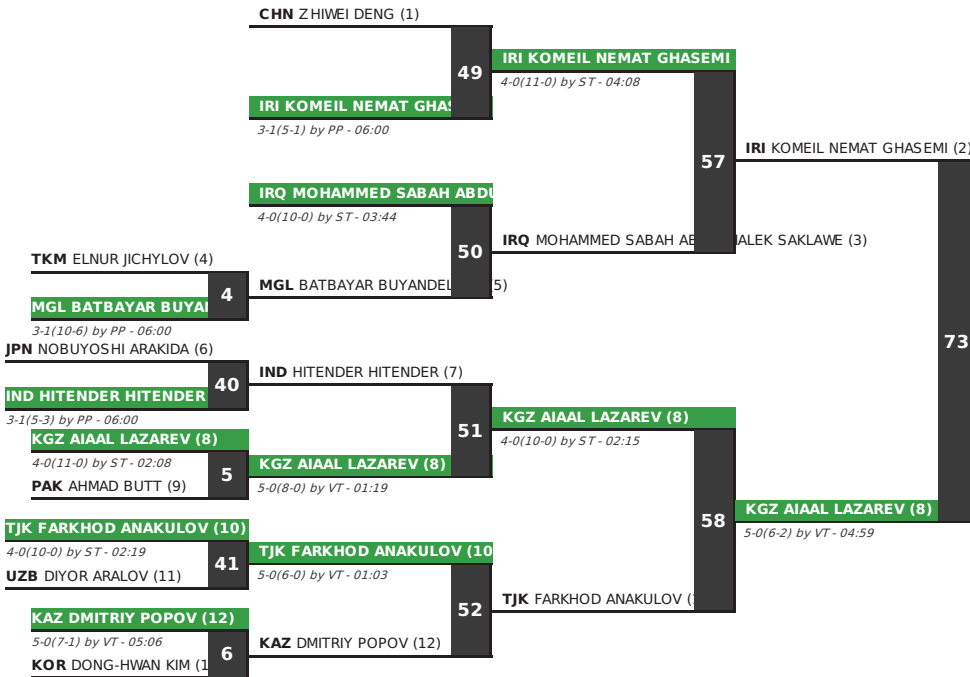 CHN ZHIWEI DENG (1)
49
IRI KOMEIL NEMAT GHASEMI
4-0(11-0) by ST - 04:08
IRI KOMEIL NEMAT GHAS
3-1(5-1) by PP - 06:00
57
IRI KOMEIL NEMAT GHASEMI (2)
IRQ MOHAMMED SABAH ABDU
4-0(10-0) by ST - 03:44
50
IRQ MOHAMMED SABAH AB MALEK SAKLAWE (3)
TKM ELNUR JICHYLOV (4)
4
MGL BATBAYAR BUYANDEL 5)
MGL BATBAYAR BUYAN
3-1(10-6) by PP - 06:00
73
JPN NOBUYOSHI ARAKIDA (6)
40
IND HITENDER HITENDER (7)
IND HITENDER HITENDER
3-1(5-3) by PP - 06:00
51
KGZ AIAAL LAZAREV (8)
4-0(10-0) by ST - 02:15
KGZ AIAAL LAZAREV (8)
4-0(11-0) by ST - 02:08
5
KGZ AIAAL LAZAREV (8)
5-0(8-0) by VT - 01:19
PAK AHMAD BUTT (9)
58
KGZ AIAAL LAZAREV (8)
5-0(6-2) by VT - 04:59
TJK FARKHOD ANAKULOV (10)
4-0(10-0) by ST - 02:19
41
TJK FARKHOD ANAKULOV (10
5-0(6-0) by VT - 01:03
UZB DIYOR ARALOV (11)
52
TJK FARKHOD ANAKULOV (
KAZ DMITRIY POPOV (12)
5-0(7-1) by VT - 05:06
6
KAZ DMITRIY POPOV (12)
KOR DONG-HWAN KIM (1